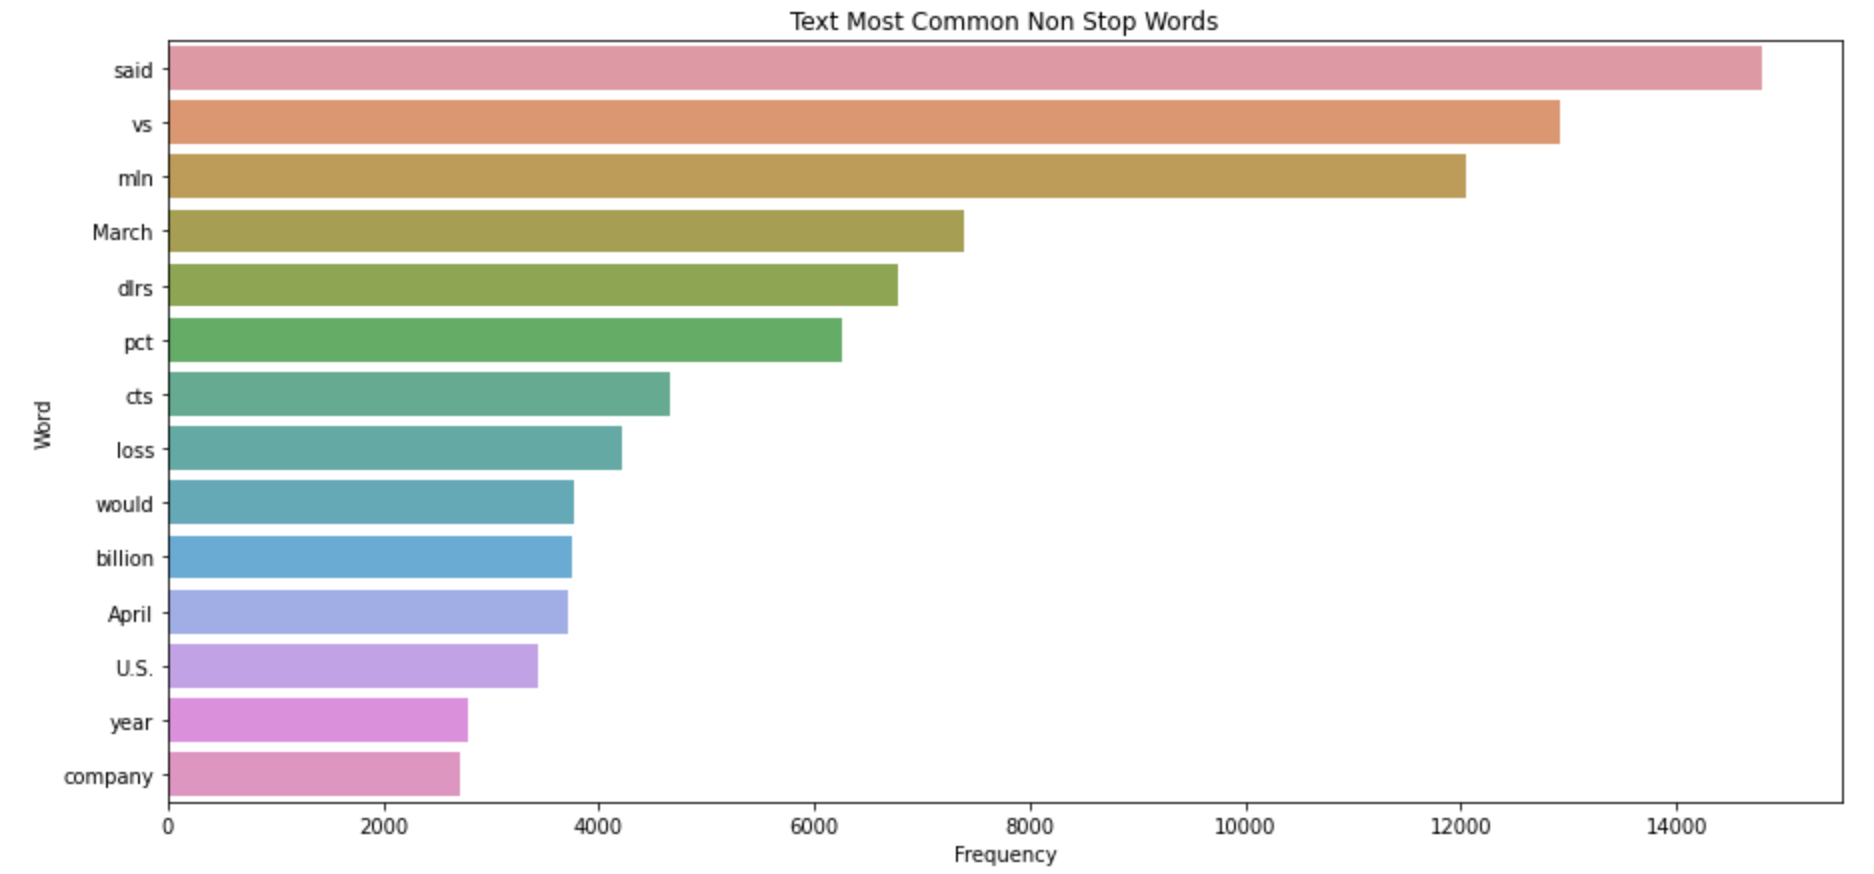 Text Most Common Non Stop Words
said
vs
mln
March
dlrs
pct
cts
loss
would
billion
April
U.S.
year
company
Word
0 2000 4000 6000 8000 10000 12000 14000
Frequency